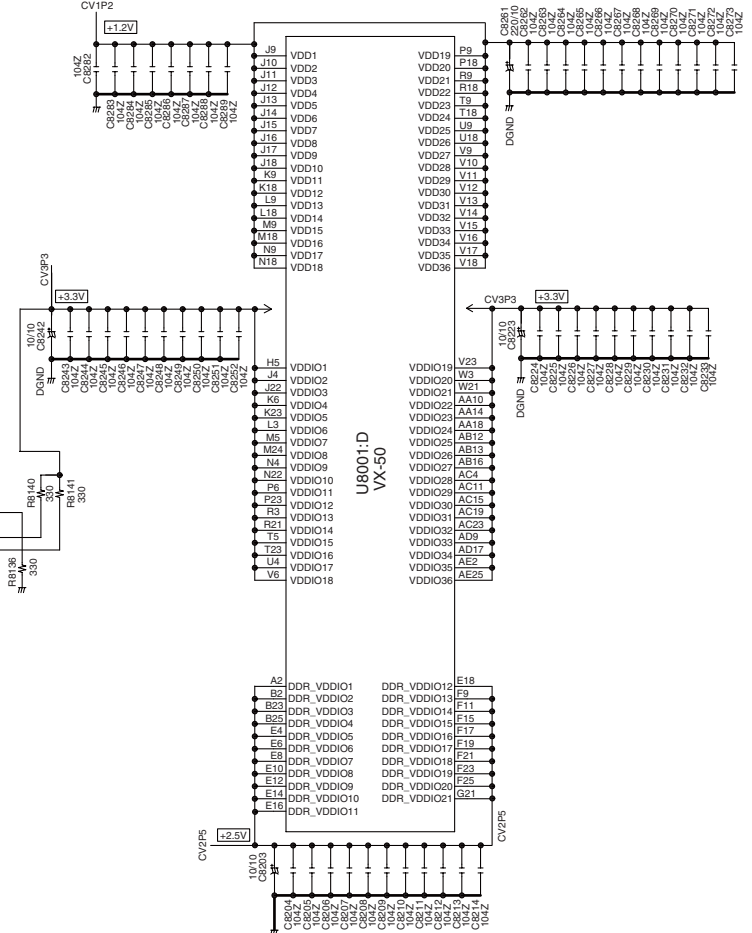 CV1P2
+1.2V
104Z
C8282
C8283
104Z
C8284
104Z
C8285
104Z
C8286
104Z
C8287
104Z
C8288
104Z
C8289
104Z
C8261
220/10
C8262
104Z
C8263
104Z
C8264
104Z
C8265
104Z
C8266
104Z
C8267
104Z
C8268
104Z
C8269
104Z
C8270
104Z
C8271
104Z
C8272
104Z
C8273
104Z
DGND
J9 VDD1
J10 VDD2
J11 VDD3
J12 VDD4
J13 VDD5
J14 VDD6
J15 VDD7
J16 VDD8
J17 VDD9
J18 VDD10
K9 VDD11
K18 VDD12
L9 VDD13
L18 VDD14
M9 VDD15
M18 VDD16
N9 VDD17
N18 VDD18
VDD19 P9
VDD20 P18
VDD21 R9
VDD22 R18
VDD23 T9
VDD24 T18
VDD25 U9
VDD26 U18
VDD27 V9
VDD28 V10
VDD29 V11
VDD30 V12
VDD31 V13
VDD32 V14
VDD33 V15
VDD34 V16
VDD35 V17
VDD36 V18
CV3P3
+3.3V
10/10
C8242
DGND
C8243
104Z
C8244
104Z
C8245
104Z
C8246
104Z
C8247
104Z
C8248
104Z
C8249
104Z
C8250
104Z
C8251
104Z
C8252
104Z
CV3P3
+3.3V
10/10
C8223
DGND
C8224
104Z
C8225
104Z
C8226
104Z
C8227
104Z
C8228
104Z
C8229
104Z
C8230
104Z
C8231
104Z
C8232
104Z
C8233
104Z
H5 VDDIO1
J4 VDDIO2
J22 VDDIO3
K6 VDDIO4
K23 VDDIO5
L3 VDDIO6
M5 VDDIO7
M24 VDDIO8
N4 VDDIO9
N22 VDDIO10
P6 VDDIO11
P23 VDDIO12
R3 VDDIO13
R21 VDDIO14
T5 VDDIO15
T23 VDDIO16
U4 VDDIO17
V6 VDDIO18
U8001:D
VX-50
VDDIO19 V23
VDDIO20 W3
VDDIO21 W21
VDDIO22 AA10
VDDIO23 AA14
VDDIO24 AA18
VDDIO25 AB12
VDDIO26 AB13
VDDIO27 AB16
VDDIO28 AC4
VDDIO29 AC11
VDDIO30 AC15
VDDIO31 AC19
VDDIO32 AC23
VDDIO33 AD9
VDDIO34 AD17
VDDIO35 AE2
VDDIO36 AE25
R8140
330
R8141
330
R8136
330
A2 DDR_VDDIO1
B2 DDR_VDDIO2
B23 DDR_VDDIO3
B25 DDR_VDDIO4
E4 DDR_VDDIO5
E6 DDR_VDDIO6
E8 DDR_VDDIO7
E10 DDR_VDDIO8
E12 DDR_VDDIO9
E14 DDR_VDDIO10
E16 DDR_VDDIO11
DDR_VDDIO12 E18
DDR_VDDIO13 F9
DDR_VDDIO14 F11
DDR_VDDIO15 F15
DDR_VDDIO16 F17
DDR_VDDIO17 F19
DDR_VDDIO18 F21
DDR_VDDIO19 F23
DDR_VDDIO20 F25
DDR_VDDIO21 G21
CV2P5
+2.5V
CV2P5
10/10
C8203
C8204
104Z
C8205
104Z
C8206
104Z
C8207
104Z
C8208
104Z
C8209
104Z
C8210
104Z
C8211
104Z
C8212
104Z
C8213
104Z
C8214
104Z